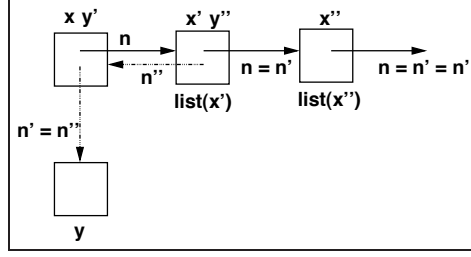 x y'
x' y''
x''
n
n''
n = n'
n = n' = n'
list(x')
list(x'')
n' = n''
y